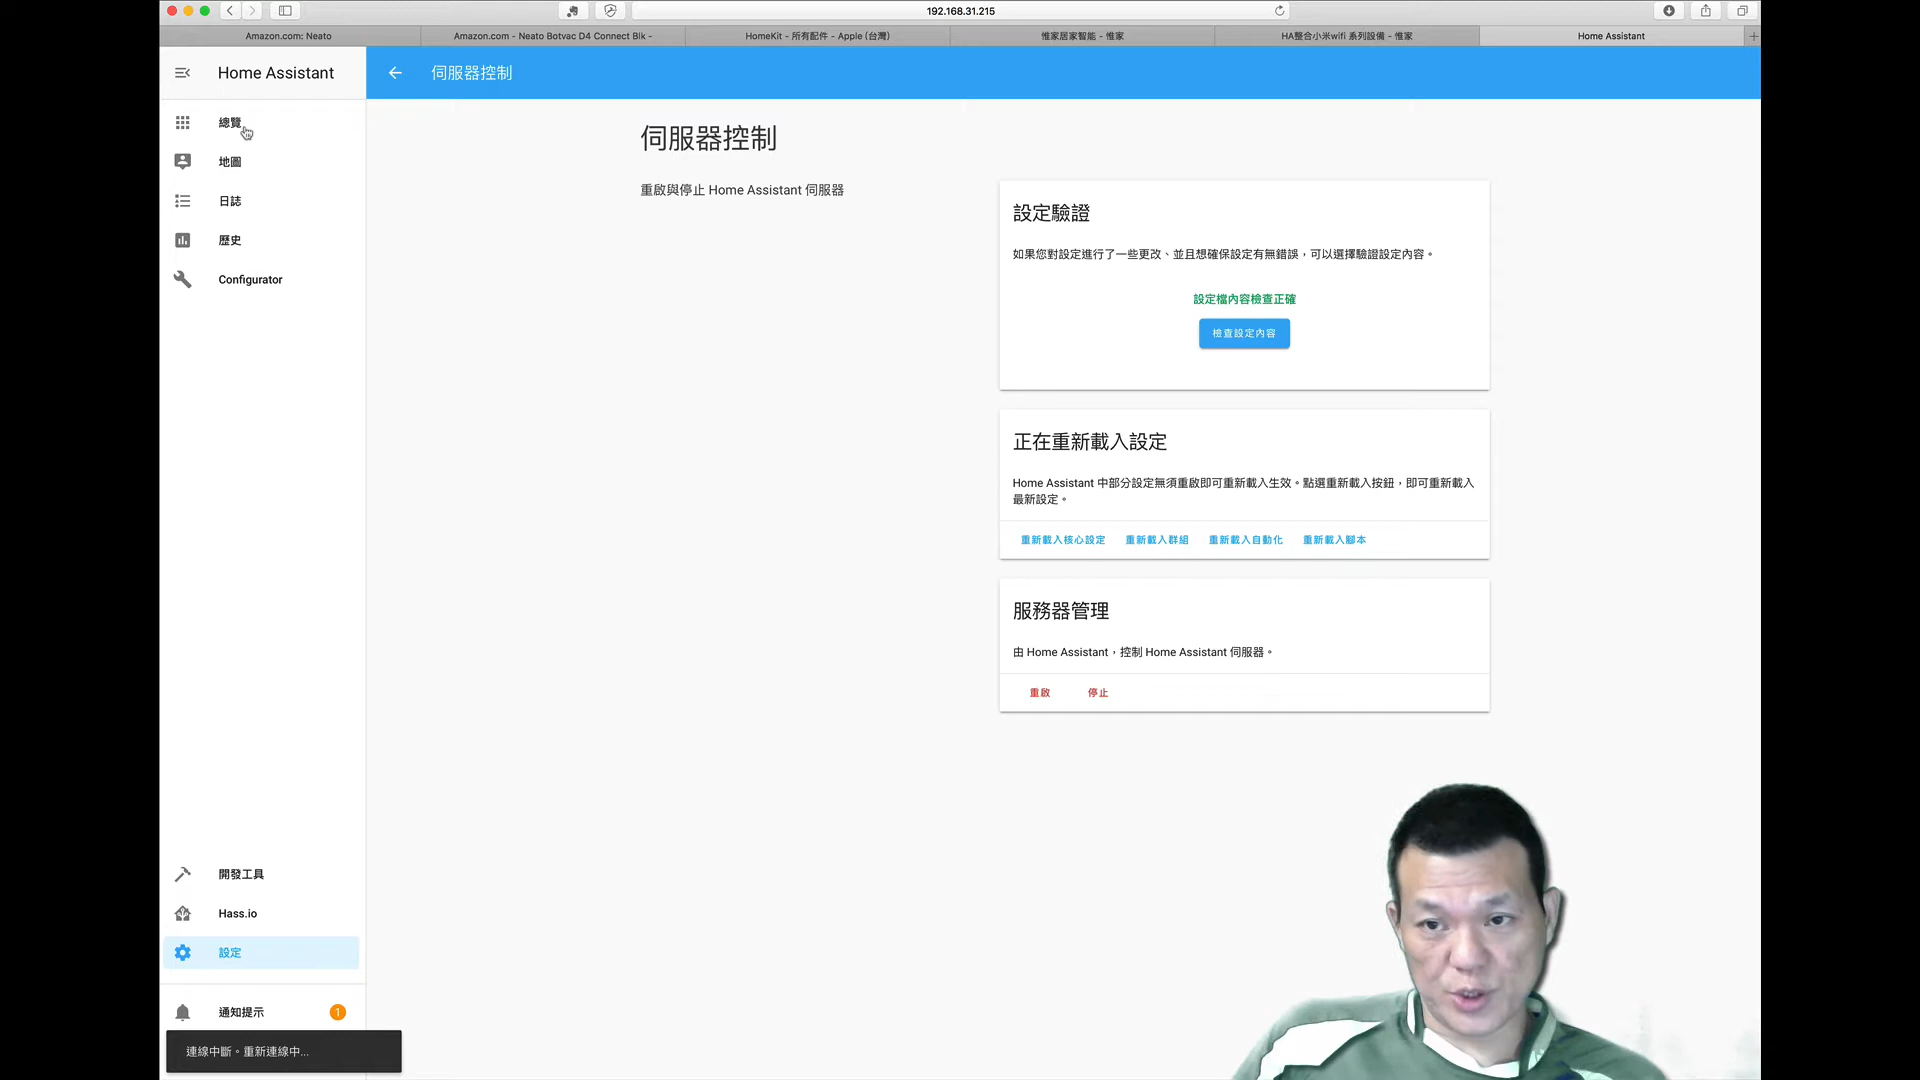 192.168.31.215
Amazon.com: Neato
Amazon.com - Neato Botvac D4 Connect Blk -
HomeKit - 所有配件 - Apple (台灣)
惟家居家智能 - 惟家
HA整合小米wifi 系列設備 - 惟家
Home Assistant
Home Assistant
伺服器控制
總覽
地圖
日誌
歷史
Configurator
開發工具
Hass.io
設定
通知提示
1
連線中斷。重新連線中...
伺服器控制
重啟與停止 Home Assistant 伺服器
設定驗證
如果您對設定進行了一些更改、並且想確保設定有無錯誤，可以選擇驗證設定內容。
設定檔內容檢查正確
檢查設定內容
正在重新載入設定
Home Assistant 中部分設定無須重啟即可重新載入生效。點選重新載入按鈕，即可重新載入
最新設定。
重新載入核心設定 重新載入群組 重新載入自動化 重新載入腳本
服務器管理
由 Home Assistant，控制 Home Assistant 伺服器。
重啟 停止